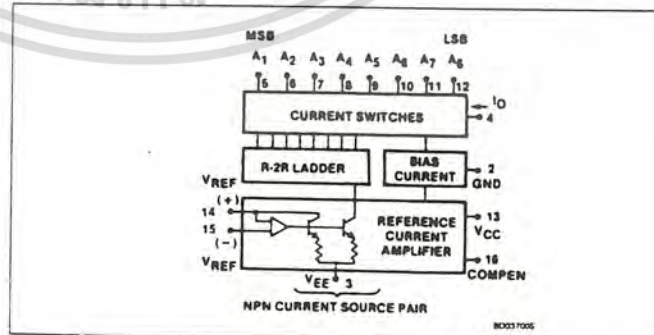 MSB LSB
A1 A2 A3 A4 A5 A6 A7 A8
5 6 7 8 9 10 11 12
CURRENT SWITCHES
IO
4
R-2R LADDER
BIAS
CURRENT
2
GND
VREF
(+)
14
15
(-)
VREF
REFERENCE
CURRENT
AMPLIFIER
13
VCC
16
COMPEN
VEE 3
NPN CURRENT SOURCE PAIR
BD03700S